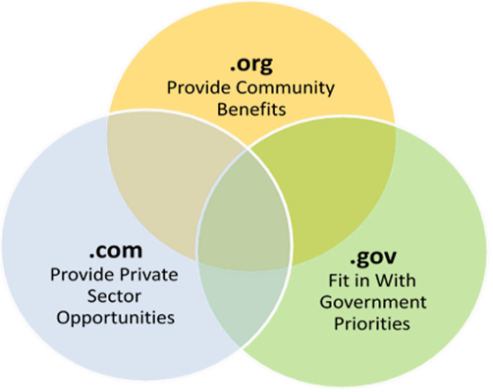 .org
Provide Community
Benefits
.com
Provide Private
Sector
Opportunities
.gov
Fit in With
Government
Priorities